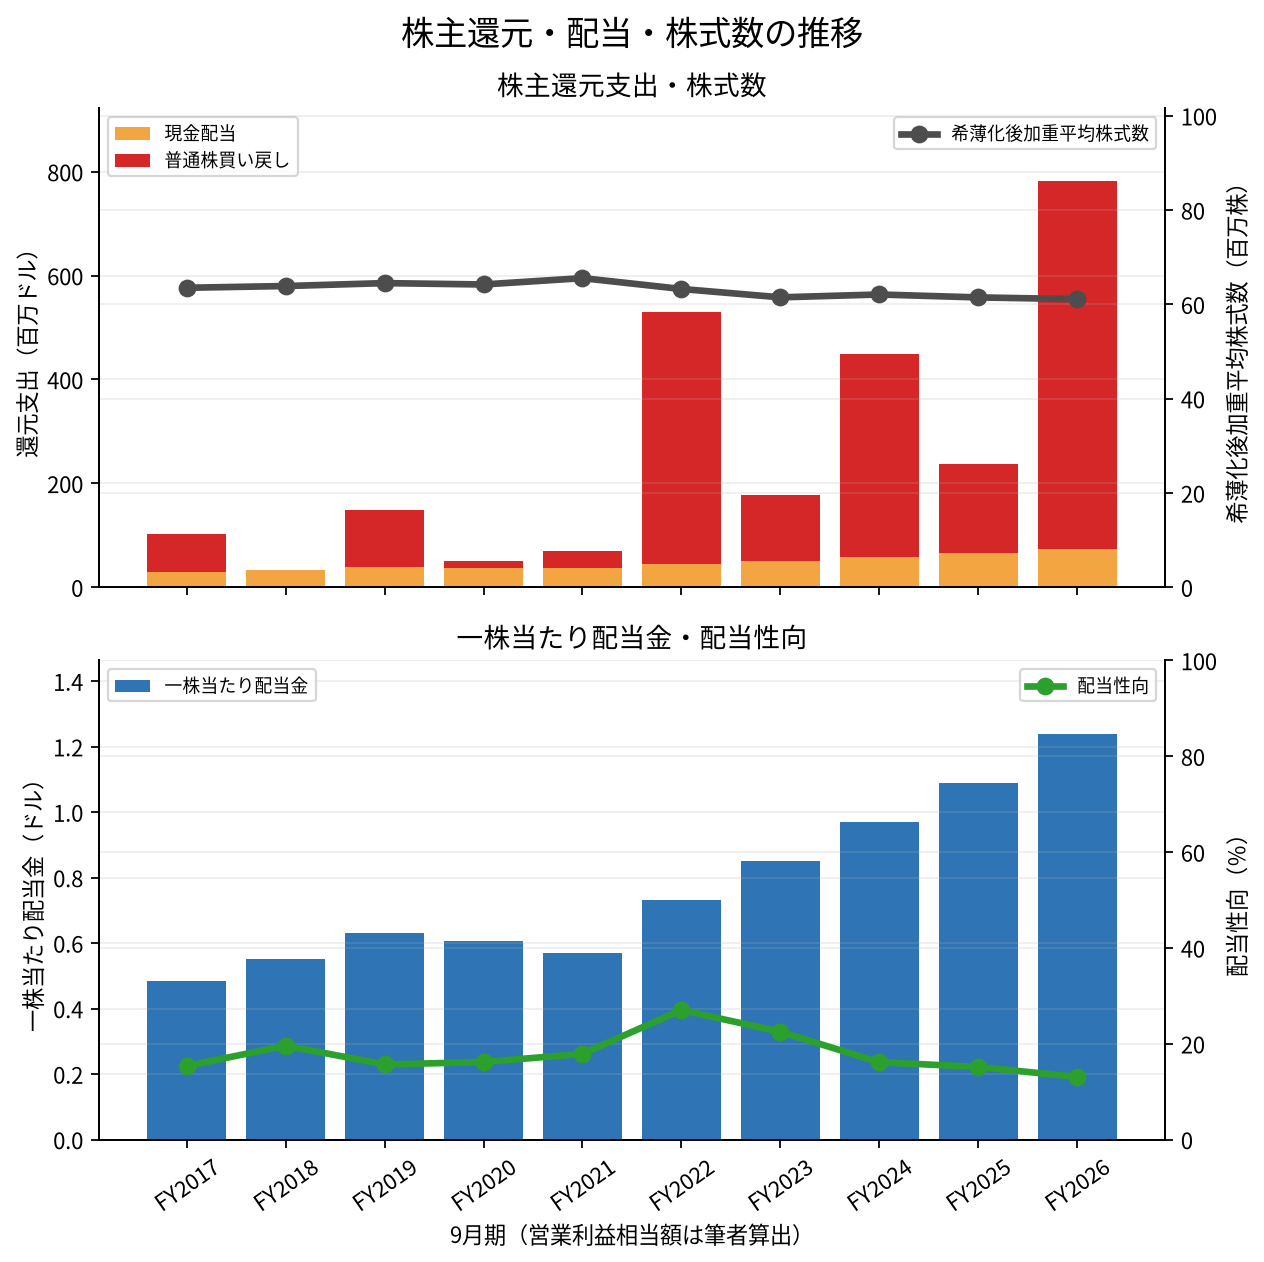 株主還元・配当・株式数の推移
株主還元支出・株式数
現金配当
普通株買い戻し
希薄化後加重平均株式数
還元支出（百万ドル）
800
600
400
200
0
100
80
60
40
20
0
希薄化後加重平均株式数（百万株）
一株当たり配当金・配当性向
一株当たり配当金
配当性向
一株当たり配当金（ドル）
1.4
1.2
1.0
0.8
0.6
0.4
0.2
0.0
100
80
60
40
20
0
配当性向（%）
FY2017
FY2018
FY2019
FY2020
FY2021
FY2022
FY2023
FY2024
FY2025
FY2026
9月期（営業利益相当額は筆者算出）